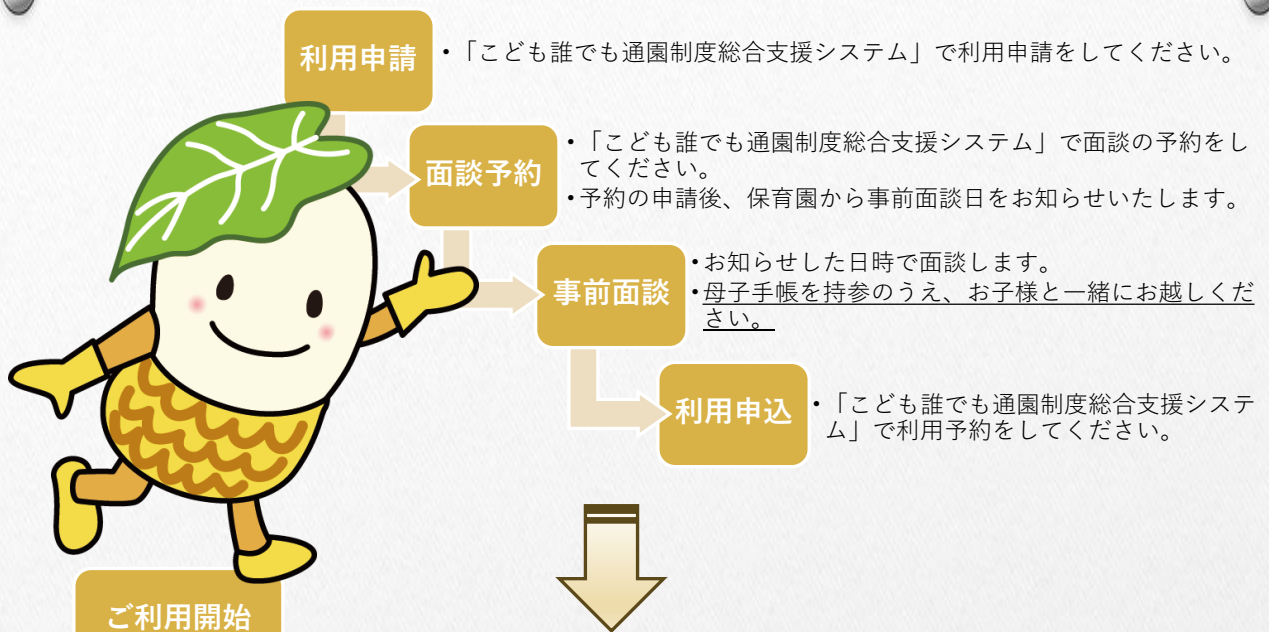 利用申請
・「こども誰でも通園制度総合支援システム」で利用申請をしてください。
面談予約
・「こども誰でも通園制度総合支援システム」で面談の予約をし
てください。
・予約の申請後、保育園から事前面談日をお知らせいたします。
事前面談
・お知らせした日時で面談します。
・母子手帳を持参のうえ、お子様と一緒にお越しくだ
さい。
利用申込
・「こども誰でも通園制度総合支援システ
ム」で利用予約をしてください。
ご利用開始